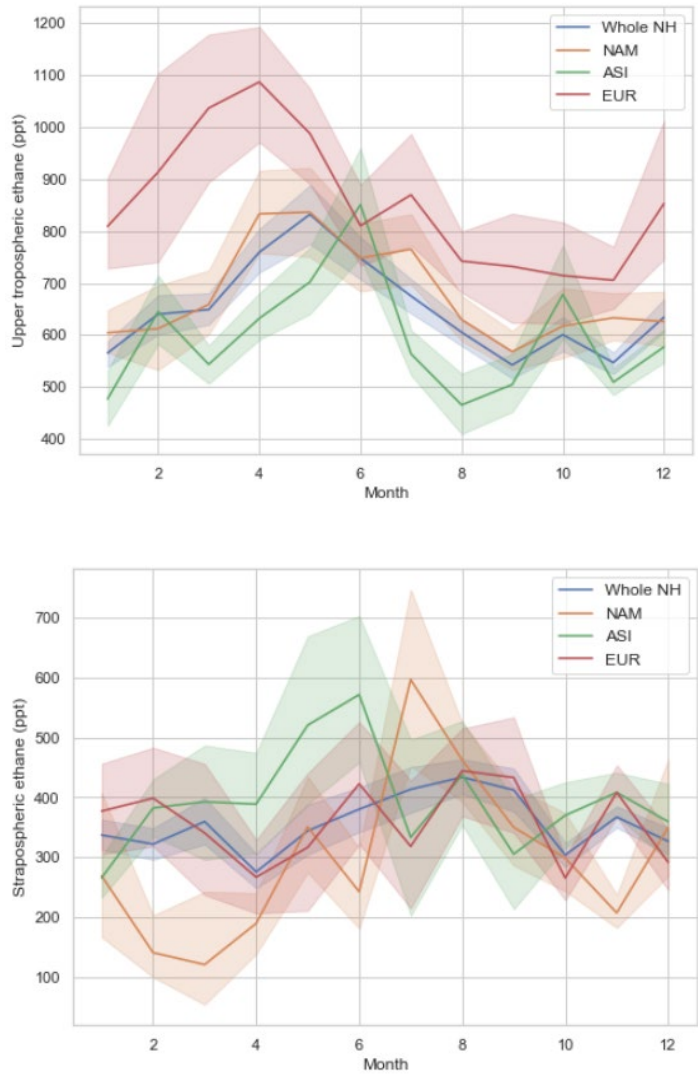 1200
1100
1000
900
800
700
600
500
400
Upper tropospheric ethane (ppt)
Whole NH
NAM
ASI
EUR
2 4 6 8 10 12
Month
700
600
500
400
300
200
100
Strapospheric ethane (ppt)
Whole NH
NAM
ASI
EUR
2 4 6 8 10 12
Month